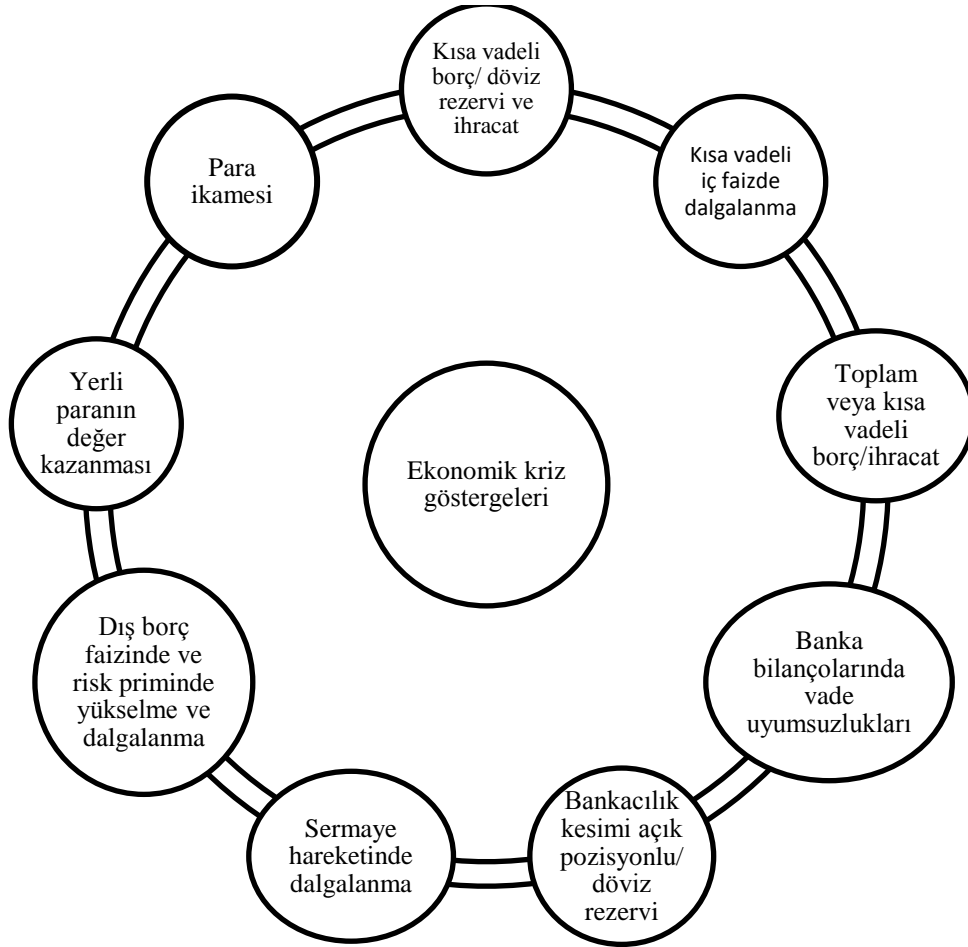 Kısa vadeli
borç/ döviz
rezervi ve
ihracat
Kısa vadeli
iç faizde
dalgalanma
Toplam
veya kısa
vadeli
borç/ihracat
Banka
bilançolarında
vade
uyumsuzlukları
Bankacılık
kesimi açık
pozisyonlu/
döviz
rezervi
Sermaye
hareketinde
dalgalanma
Dış borç
faizinde ve
risk priminde
yükselme ve
dalgalanma
Yerli
paranın
değer
kazanması
Para
ikamesi
Ekonomik kriz
göstergeleri